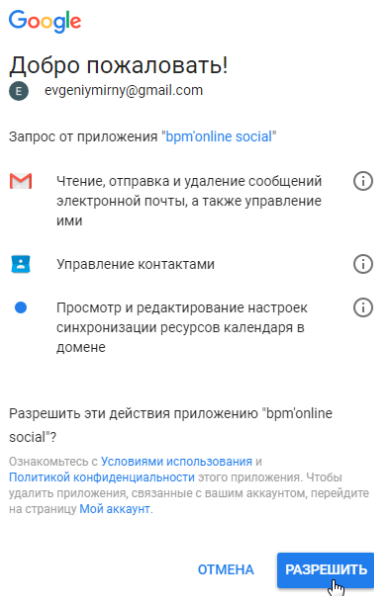 Google
Добро пожаловать!
E evgeniymirny@gmail.com
Запрос от приложения "bpm'online social"
Чтение, отправка и удаление сообщений
электронной почты, а также управление
ими
Управление контактами
Просмотр и редактирование настроек
синхронизации ресурсов календаря в
домене
Разрешить эти действия приложению "bpm'online
social"?
Ознакомьтесь с Условиями использования и
Политикой конфиденциальности этого приложения. Чтобы
удалить приложения, связанные с вашим аккаунтом, перейдите
на страницу Мой аккаунт.
ОТМЕНА РАЗРЕШИТЬ